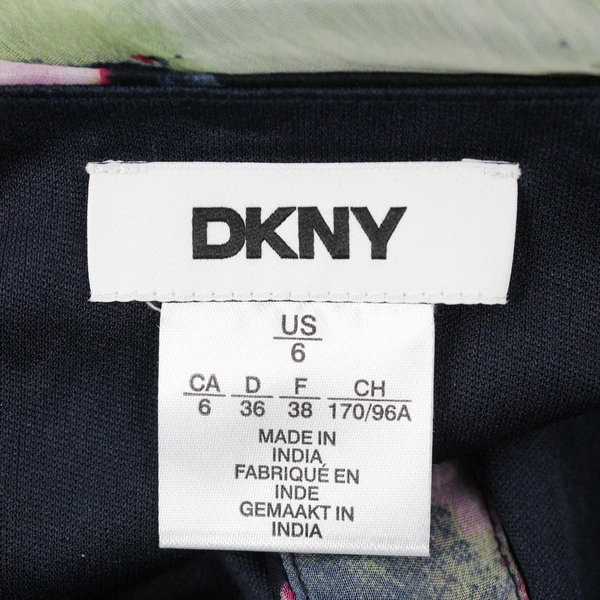 DKNY
US
6
CA D F CH
6 36 38 170/96A
MADE IN
INDIA
FABRIQUÉ EN
INDE
GEMAAKT IN
INDIA